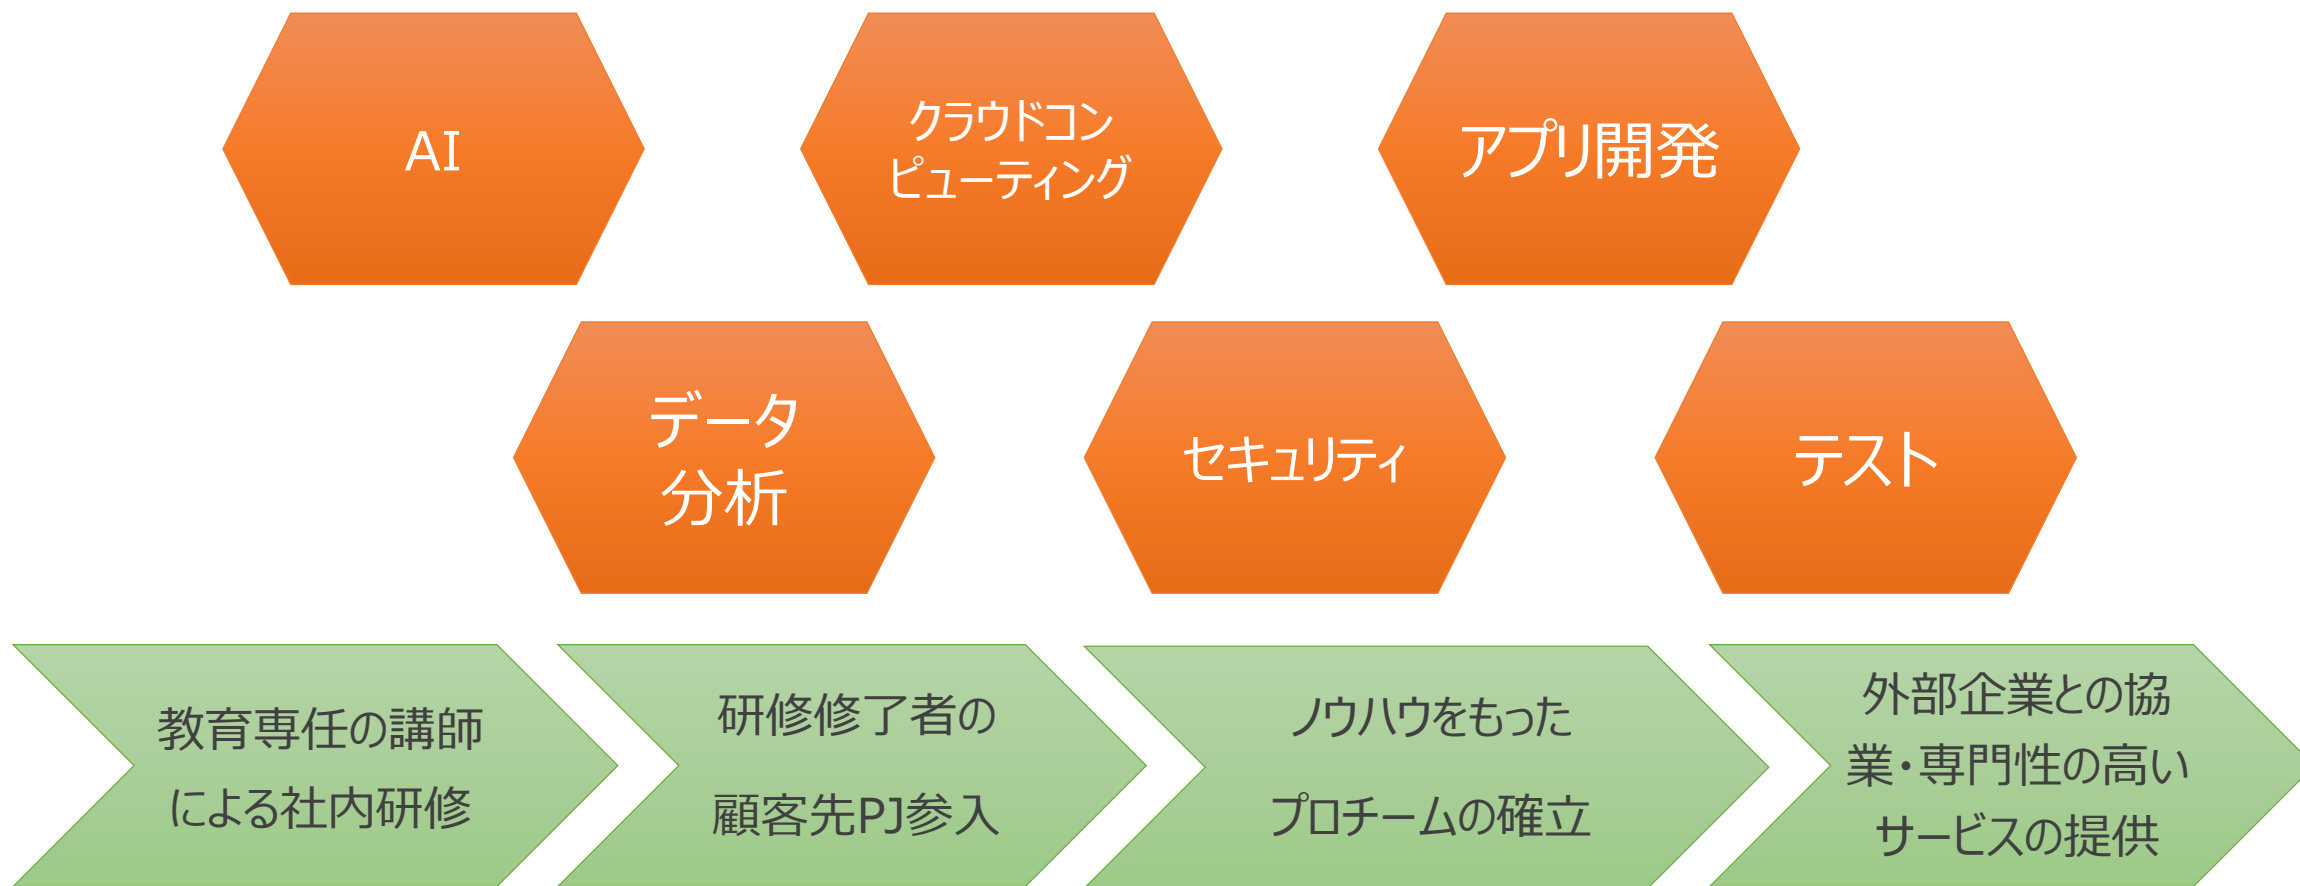 AI
クラウドコン
ピューティング
アプリ開発
データ
分析
セキュリティ
テスト
教育専任の講師
による社内研修
研修修了者の
顧客先PJ参入
ノウハウをもった
プロチームの確立
外部企業との協
業・専門性の高い
サービスの提供